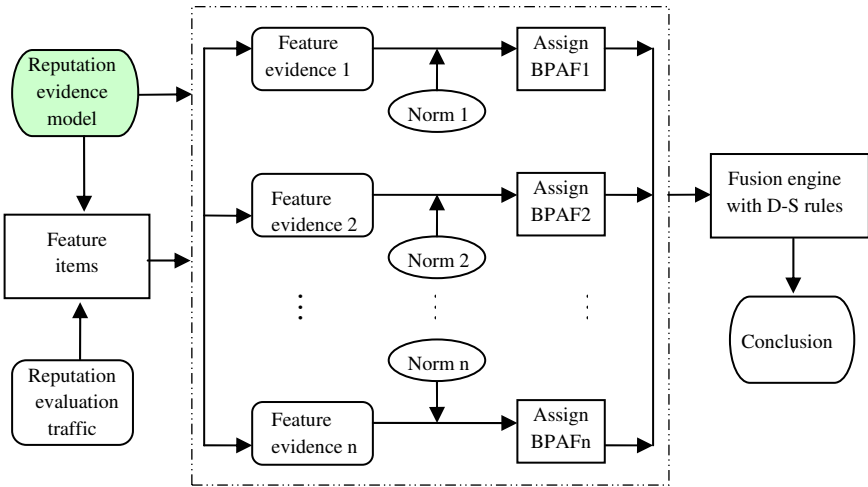 Reputation
evidence
model
Feature
items
Reputation
evaluation
traffic
Feature
evidence 1
Norm 1
Assign
BPAF1
Feature
evidence 2
Norm 2
Assign
BPAF2
Norm n
Feature
evidence n
Assign
BPAFn
Fusion engine
with D-S rules
Conclusion